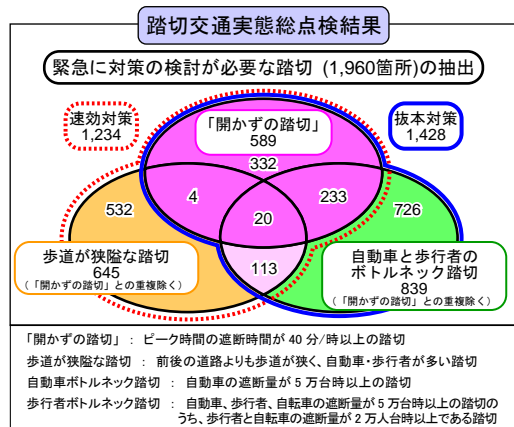 踏切交通実態総点検結果
緊急に対策の検討が必要な踏切 (1,960箇所)の抽出
速効対策
1,234
「開かずの踏切」
589
抜本対策
1,428
332
4
233
532
20
726
113
歩道が狭隘な踏切
645
(「開かずの踏切」との重複除く)
自動車と歩行者の
ボトルネック踏切
839
(「開かずの踏切」との重複除く)
「開かずの踏切」 : ピーク時間の遮断時間が 40 分/時以上の踏切
歩道が狭隘な踏切 : 前後の道路よりも歩道が狭く、自動車・歩行者が多い踏切
自動車ボトルネック踏切 : 自動車の遮断量が 5 万台時以上の踏切
歩行者ボトルネック踏切 : 自動車、歩行者、自転車の遮断量が 5 万台時以上の踏切の
うち、歩行者と自転車の遮断量が 2 万人台時以上である踏切